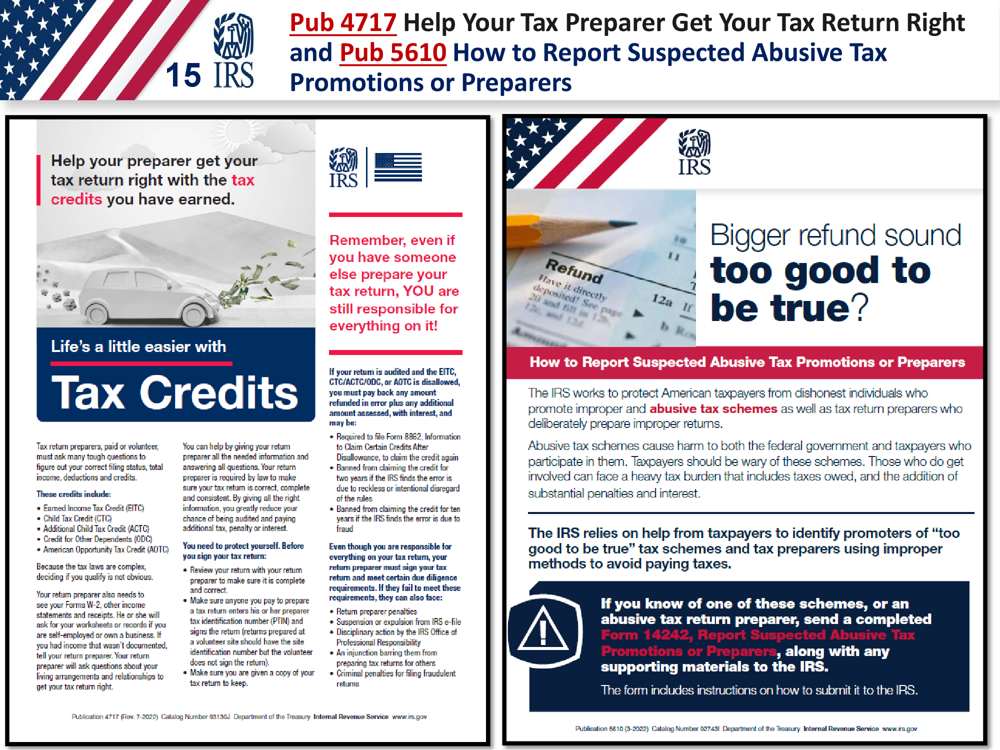 15
IRS
Pub 4717 Help Your Tax Preparer Get Your Tax Return Right
and Pub 5610 How to Report Suspected Abusive Tax
Promotions or Preparers
Help your preparer get your
tax return right with the tax
credits you have earned.
Life's a little easier with
Tax Credits
Tax return preparers, paid or volunteer,
must ask many tough questions to
figure out your correct filing status, total
income, deductions and credits.
These credits include:
• Earned Income Tax Credit (EITC)
• Child Tax Credit (CTC)
• Additional Child Tax Credit (ACTC)
• Credit for Other Dependents (ODC)
• American Opportunity Tax Credit (AOTC)
Because the tax laws are complex,
deciding if you qualify is not obvious.
Your return preparer also needs to
see your Forms W-2, other income
statements and receipts. He or she will
ask for your worksheets or records if you
are self-employed or own a business. If
you had income that wasn't documented,
tell your return preparer. Your return
preparer will ask questions about your
living arrangements and relationships to
get your tax return right.
You can help by giving your return
preparer all the needed information and
answering all questions. Your return
preparer is required by law to make
sure your tax return is correct, complete
and consistent. By giving all the right
information, you greatly reduce your
chance of being audited and paying
additional tax, penalty or interest.
You need to protect yourself. Before
you sign your tax return:
• Review your return with your return
preparer to make sure it is complete
and correct.
• Make sure anyone you pay to prepare
a tax return enters his or her preparer
tax identification number (PTIN) and
signs the return (returns prepared at
a volunteer site should have the site
identification number but the volunteer
does not sign the return).
• Make sure you are given a copy of your
tax return to keep.
IRS
Remember, even if
you have someone
else prepare your
tax return, YOU are
still responsible for
everything on it!
If your return is audited and the EITC,
CTC/ACTC/ODC, or AOTC is disallowed,
you must pay back any amount
refunded in error plus any additional
amount assessed, with interest, and
may be:
• Required to file Form 8862, Information
to Claim Certain Credits After
Disallowance, to claim the credit again
• Banned from claiming the credit for
two years if the IRS finds the error is
due to reckless or intentional disregard
of the rules
• Banned from claiming the credit for ten
years if the IRS finds the error is due to
fraud
Even though you are responsible for
everything on your tax return, your
return preparer must sign your tax
return and meet certain due diligence
requirements. If they fail to meet these
requirements, they can also face:
• Return preparer penalties
• Suspension or expulsion from IRS e-file
• Disciplinary action by the IRS Office of
Professional Responsibility
• An injunction barring them from
preparing tax returns for others
• Criminal penalties for filing fraudulent
returns
Publication 4717 (Rev. 7-2022) Catalog Number 93130J Department of the Treasury Internal Revenue Service www.irs.gov
IRS
10
11
Refund
Have it directly
deposited! See page
20 and fill in 12b,
12c, and 12d.
12a If
b
Amount
Bigger refund sound
too good to
be true?
How to Report Suspected Abusive Tax Promotions or Preparers
The IRS works to protect American taxpayers from dishonest individuals who
promote improper and abusive tax schemes as well as tax return preparers who
deliberately prepare improper returns.
Abusive tax schemes cause harm to both the federal government and taxpayers who
participate in them. Taxpayers should be wary of these schemes. Those who do get
involved can face a heavy tax burden that includes taxes owed, and the addition of
substantial penalties and interest.
The IRS relies on help from taxpayers to identify promoters of “too
good to be true” tax schemes and tax preparers using improper
methods to avoid paying taxes.
If you know of one of these schemes, or an
abusive tax return preparer, send a completed
Form 14242, Report Suspected Abusive Tax
Promotions or Preparers, along with any
supporting materials to the IRS.
The form includes instructions on how to submit it to the IRS.
Publication 5610 (3-2022) Catalog Number 92743I Department of the Treasury Internal Revenue Service www.irs.gov